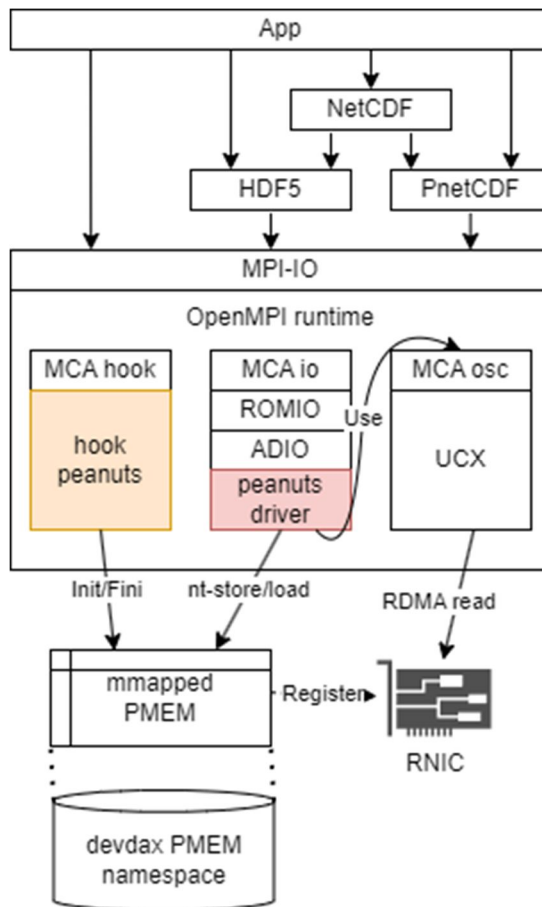 App
NetCDF
HDF5
PnetCDF
MPI-IO
OpenMPI runtime
MCA hook
hook
peanuts
MCA io
ROMIO
ADIO
peanuts
driver
Use
MCA osc
UCX
Init/Fini
nt-store/load
RDMA read
mmapped
PMEM
Register
RNIC
devdax PMEM
namespace